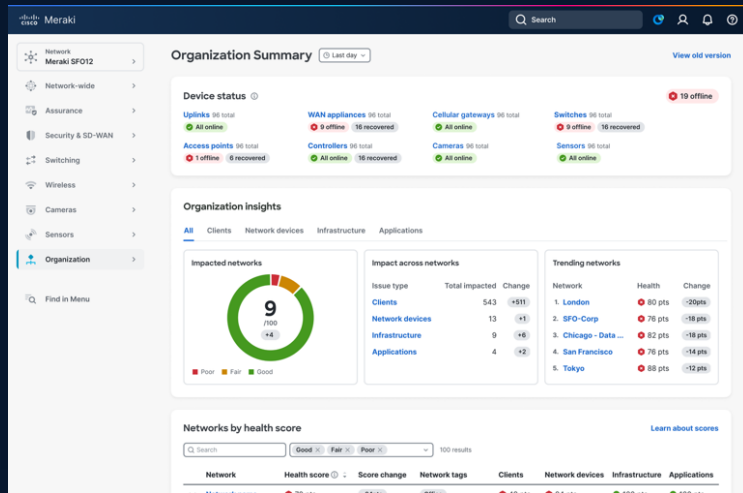 cisco Meraki
Search
Network
Meraki SFO12
Network-wide
Assurance
Security & SD-WAN
Switching
Wireless
Cameras
Sensors
Organization
Find in Menu
Organization Summary
Last day
View old version
Device status
19 offline
Uplinks 96 total
All online
WAN appliances 96 total
9 offline 16 recovered
Cellular gateways 96 total
All online
Switches 96 total
9 offline 16 recovered
Access points 96 total
1 offline 6 recovered
Controllers 96 total
All online 16 recovered
Cameras 96 total
All online
Sensors 96 total
All online
Organization insights
All Clients Network devices Infrastructure Applications
Impacted networks
9
/100
+4
Poor Fair Good
Impact across networks
Issue type Total impacted Change
Clients 543 +511
Network devices 13 +1
Infrastructure 9 +6
Applications 4 +2
Trending networks
Network Health Change
1. London 80 pts -20pts
2. SFO-Corp 76 pts -18 pts
3. Chicago - Data ... 82 pts -18 pts
4. San Francisco 76 pts -14 pts
5. Tokyo 88 pts -12 pts
Networks by health score
Learn about scores
Search
Good Fair Poor
100 results
Network Health score Score change Network tags Clients Network devices Infrastructure Applications